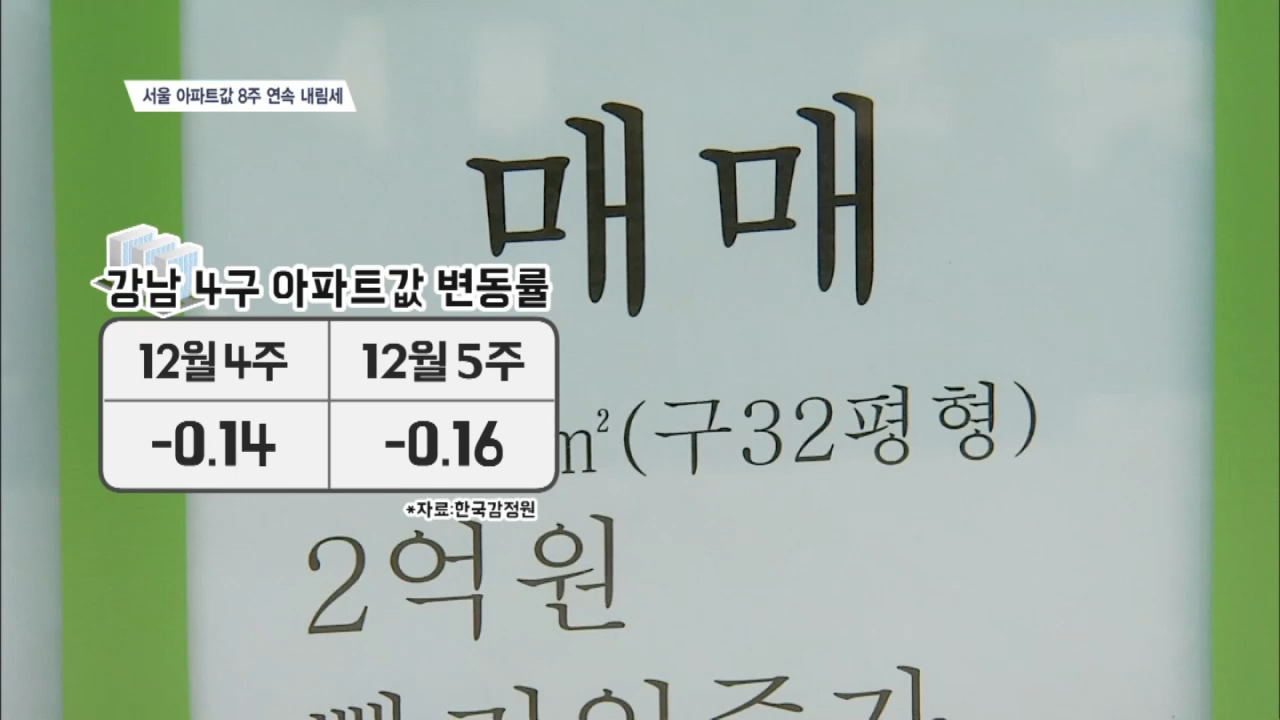 서울 아파트값 8주 연속 내림세
매매
강남 4구 아파트값 변동률
12월 4주 12월 5주
-0.14 -0.16
m²(구32평형)
*자료:한국감정원
2억원